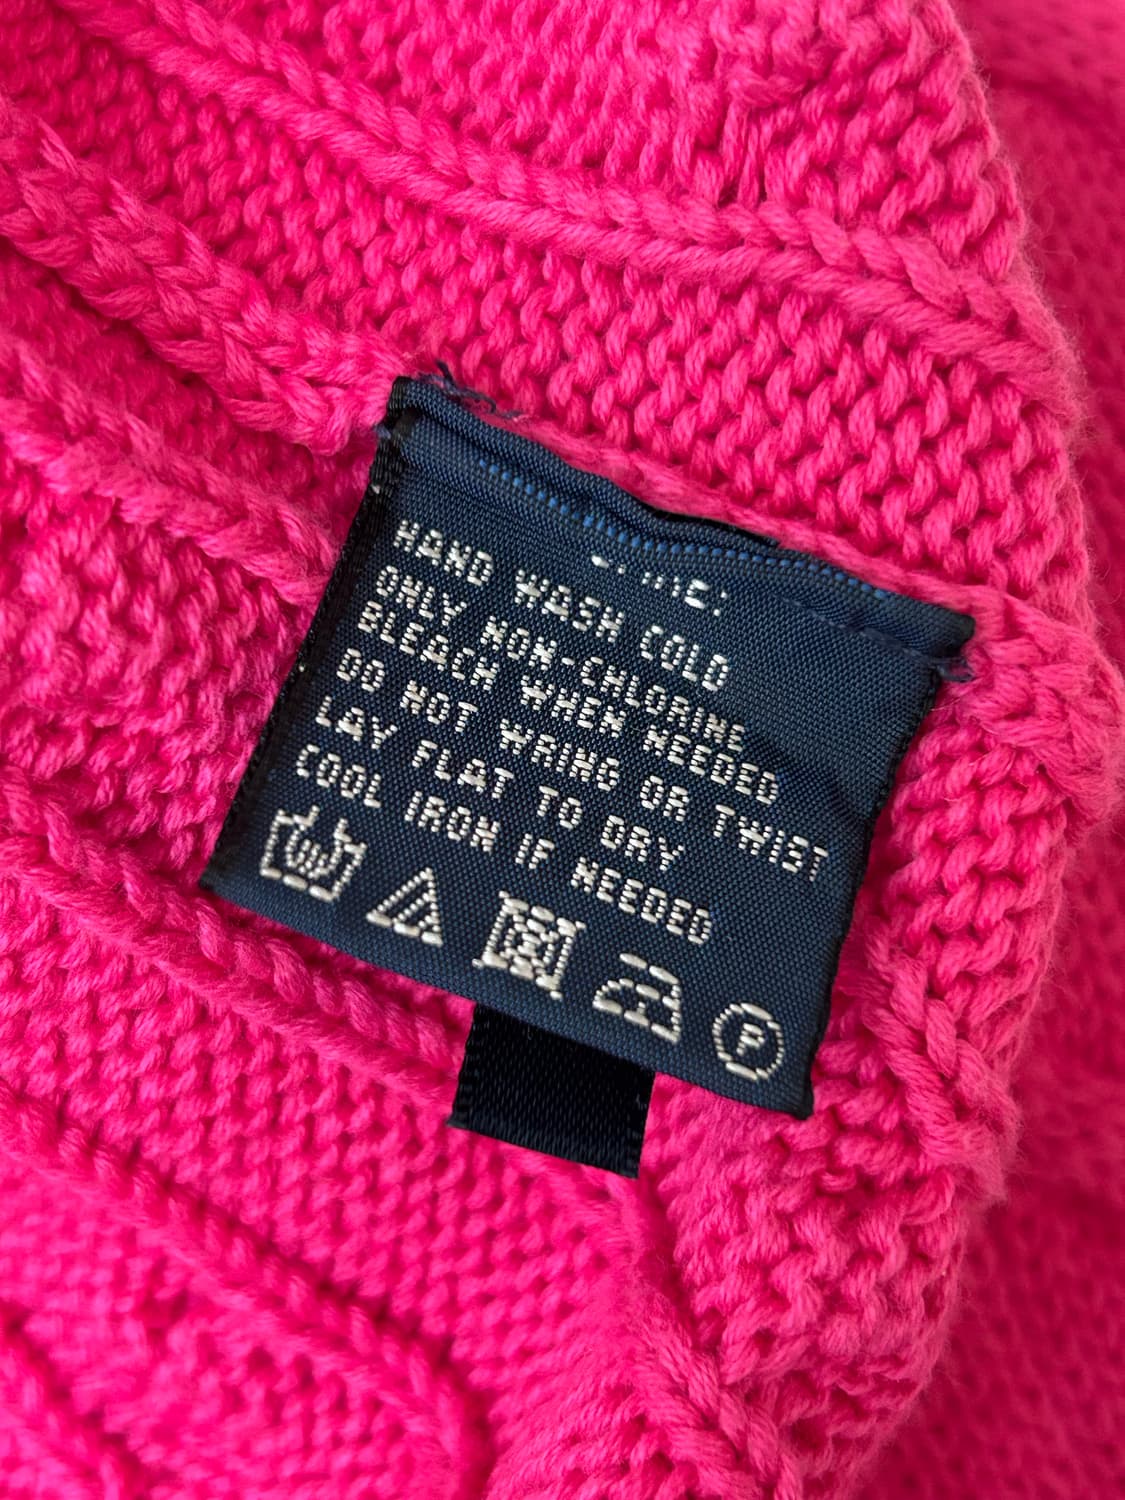 HAND WASH COLD
ONLY NON-CHLORINE
BLEACH WHEN NEEDED
DO NOT WRING OR TWIST
LAY FLAT TO DRY
COOL IRON IF NEEDED
P